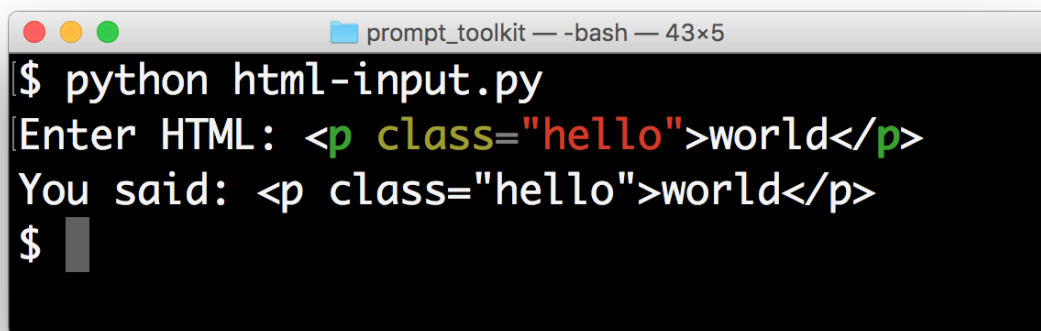 prompt_toolkit — -bash — 43×5
$ python html-input.py
Enter HTML: <p class="hello">world</p>
You said: <p class="hello">world</p>
$